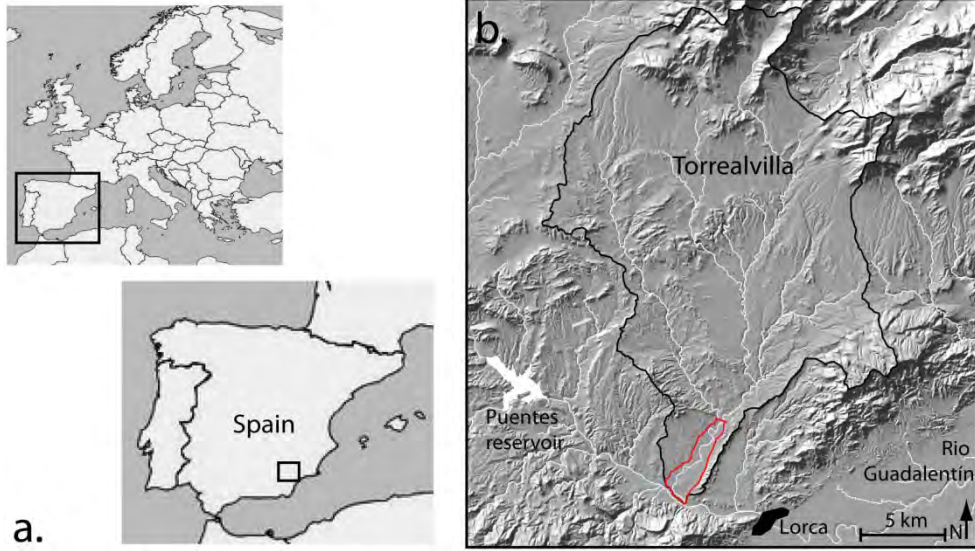 Spain
a.
b.
Torrealvilla
Puentes
reservoir
Rio
Guadalentín
Lorca
5 km
N